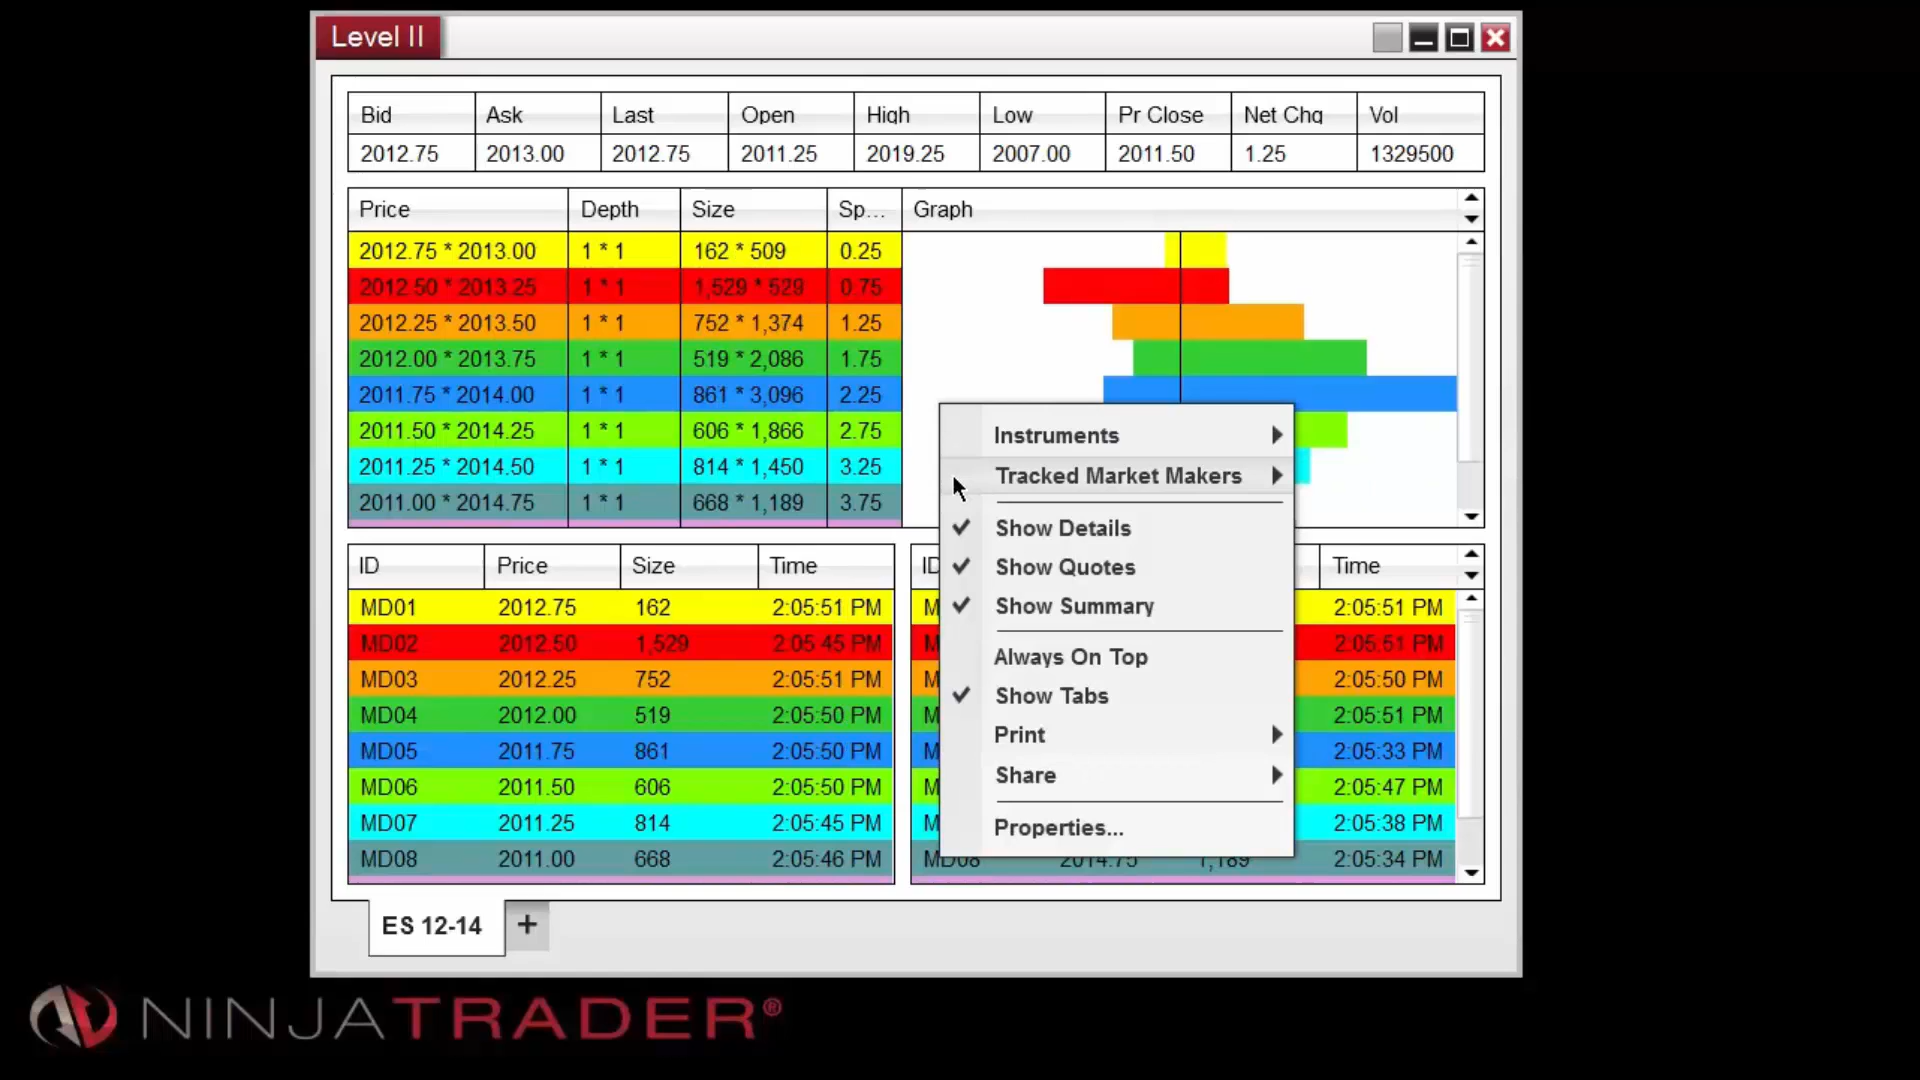 Level II
Bid Ask Last Open High Low Pr Close Net Chg Vol
2012.75 2013.00 2012.75 2011.25 2019.25 2007.00 2011.50 1.25 1329500
Price Depth Size Sp... Graph
2012.75 * 2013.00 1 * 1 162 * 509 0.25
2012.50 * 2013.25 1 * 1 1,529 * 529 0.75
2012.25 * 2013.50 1 * 1 752 * 1,374 1.25
2012.00 * 2013.75 1 * 1 519 * 2,086 1.75
2011.75 * 2014.00 1 * 1 861 * 3,096 2.25
2011.50 * 2014.25 1 * 1 606 * 1,866 2.75
2011.25 * 2014.50 1 * 1 814 * 1,450 3.25
2011.00 * 2014.75 1 * 1 668 * 1,189 3.75
Instruments
Tracked Market Makers
Show Details
Show Quotes
Show Summary
Always On Top
Show Tabs
Print
Share
Properties...
ID Price Size Time
MD01 2012.75 162 2:05:51 PM
MD02 2012.50 1,529 2:05:45 PM
MD03 2012.25 752 2:05:51 PM
MD04 2012.00 519 2:05:50 PM
MD05 2011.75 861 2:05:50 PM
MD06 2011.50 606 2:05:50 PM
MD07 2011.25 814 2:05:45 PM
MD08 2011.00 668 2:05:46 PM
ID Time
2:05:51 PM
2:05:51 PM
2:05:50 PM
2:05:51 PM
2:05:33 PM
2:05:47 PM
2:05:38 PM
MD08 2014.75 1,189 2:05:34 PM
ES 12-14 +
NINJATRADER®